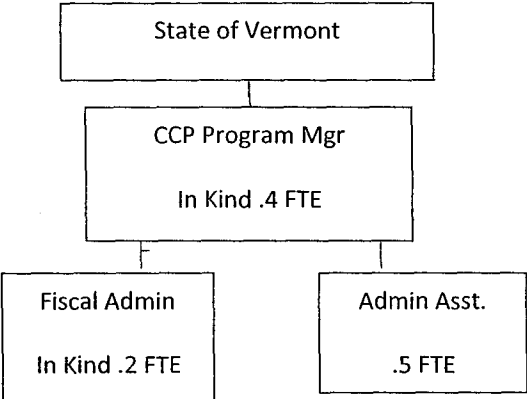 State of Vermont
CCP Program Mgr
In Kind .4 FTE
Fiscal Admin
In Kind .2 FTE
Admin Asst.
.5 FTE